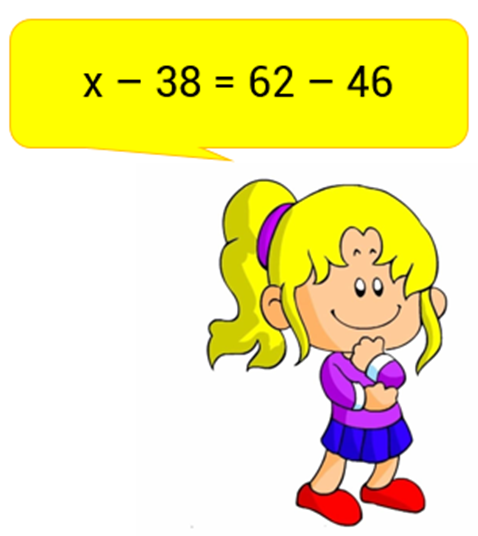 x – 38 = 62 – 46